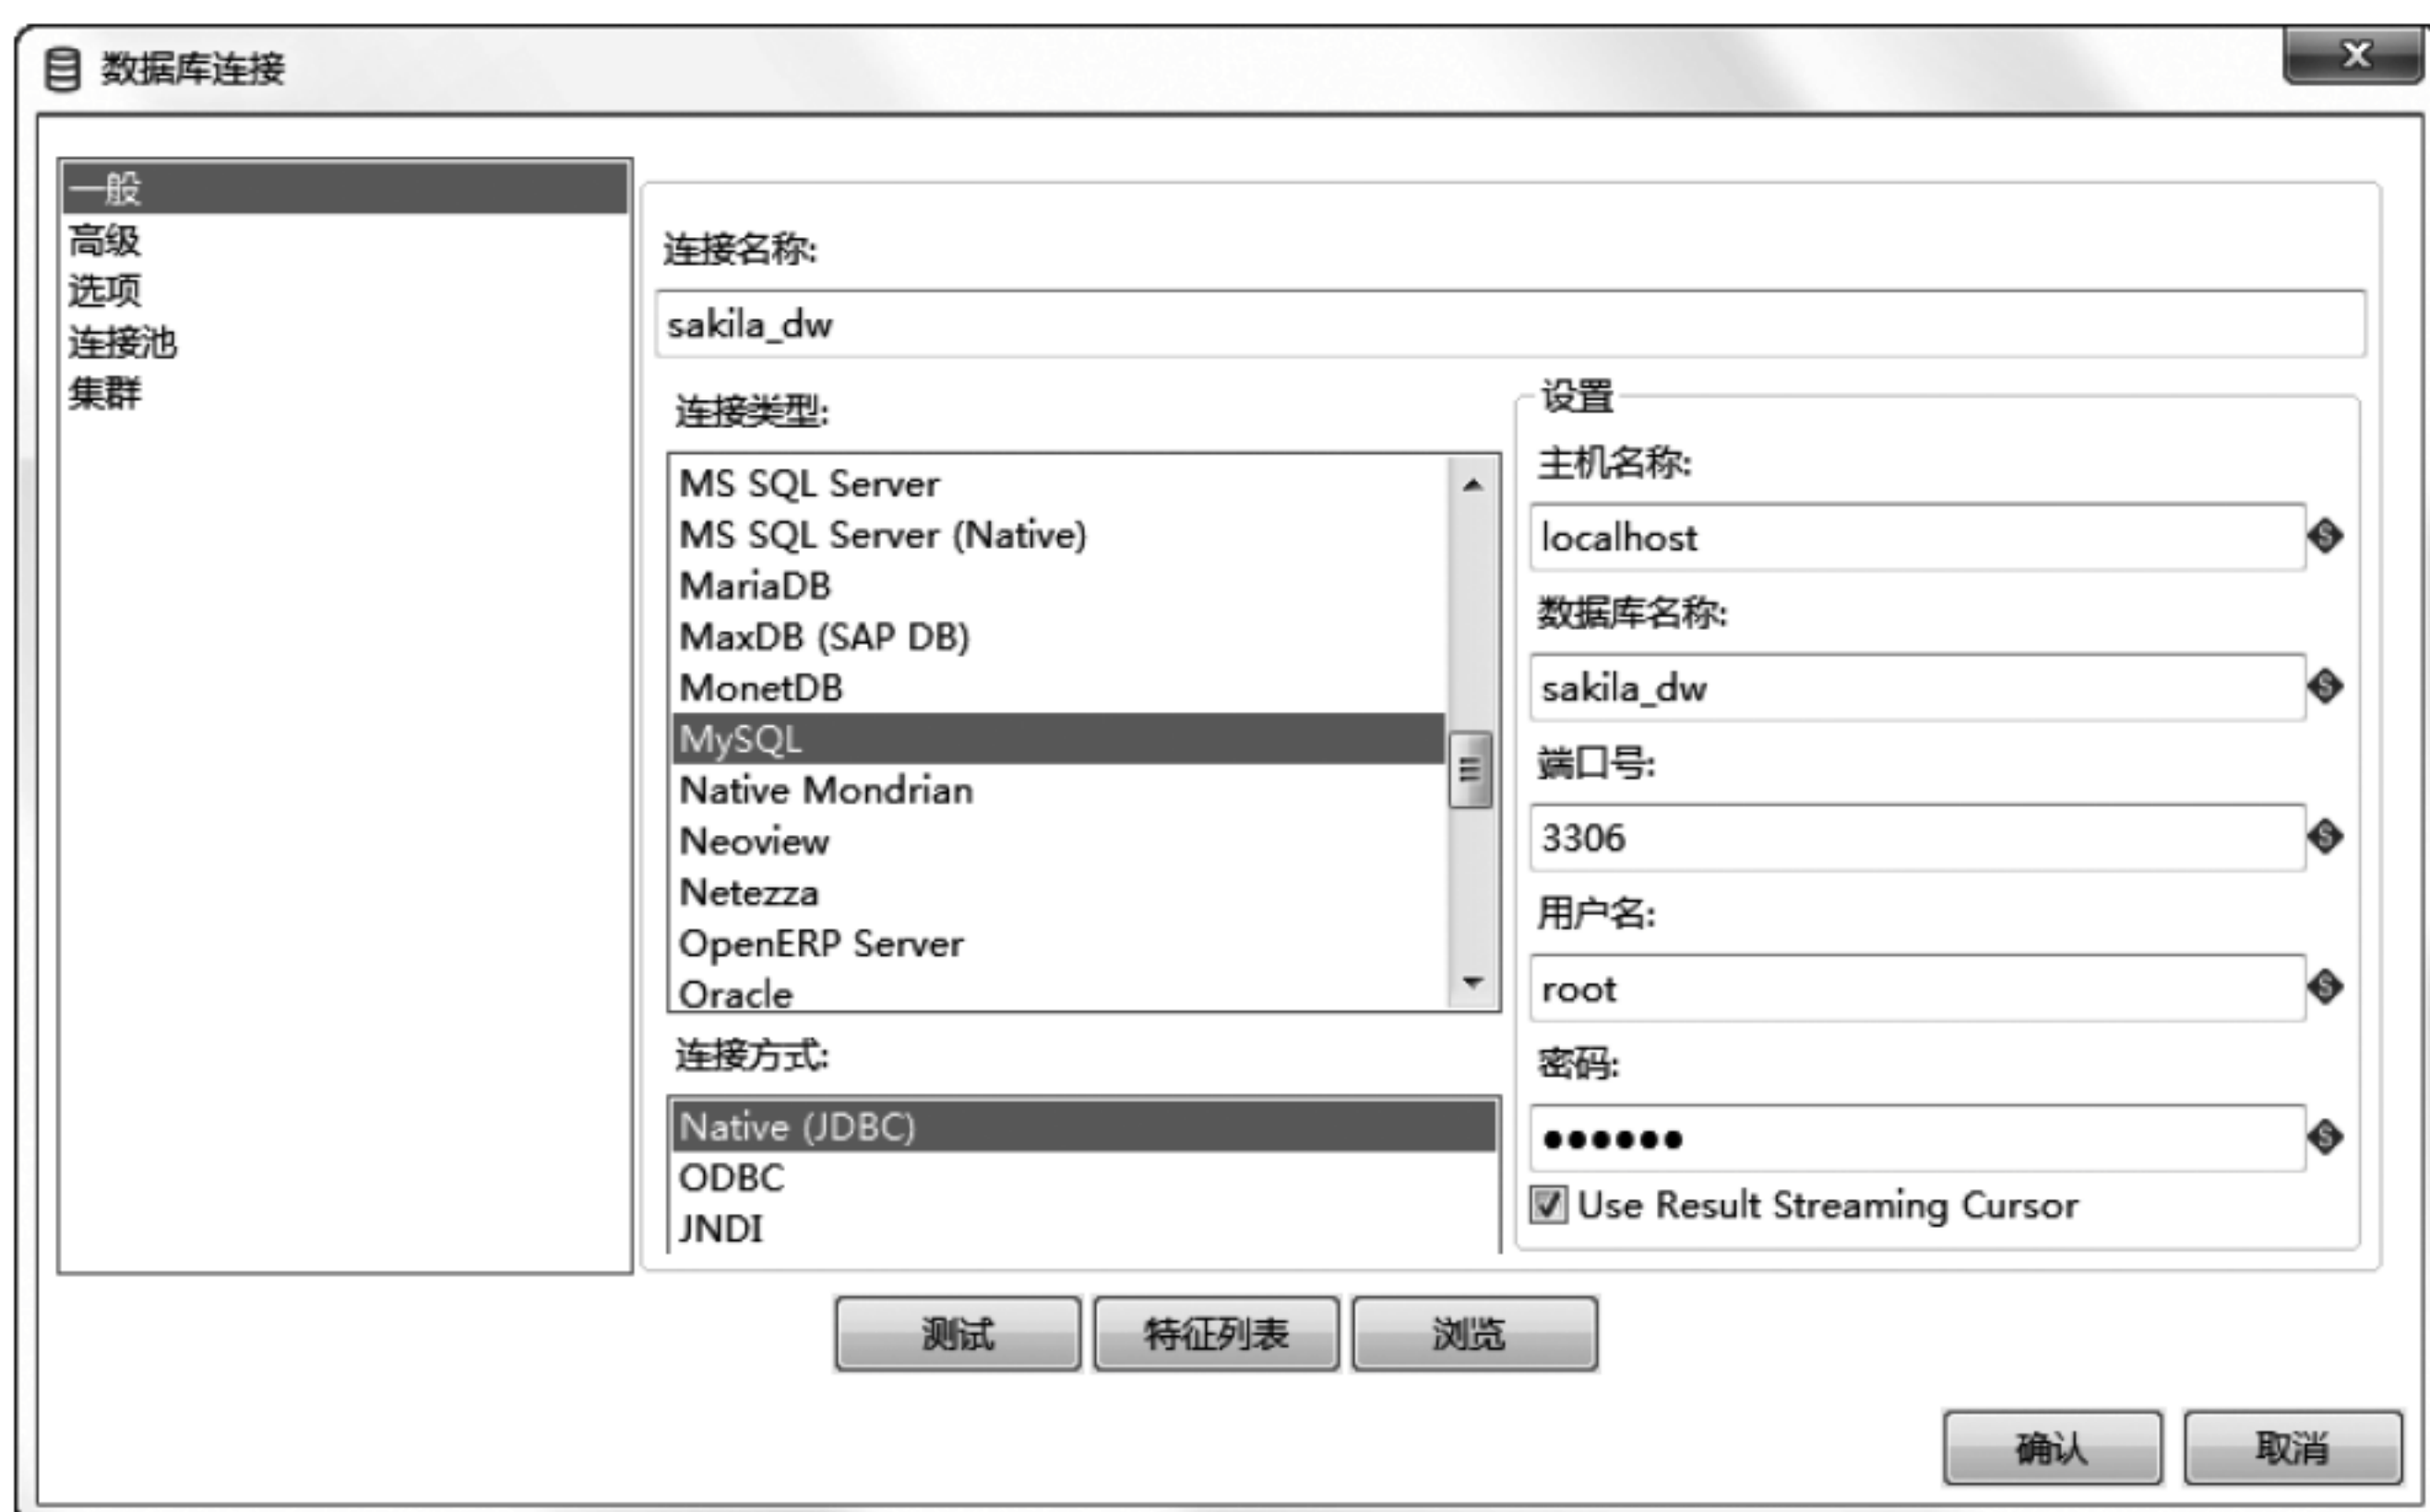 数据库连接
一般
高级
选项
连接池
集群
连接名称:
sakila_dw
连接类型:
MS SQL Server
MS SQL Server (Native)
MariaDB
MaxDB (SAP DB)
MonetDB
MySQL
Native Mondrian
Neoview
Netezza
OpenERP Server
Oracle
连接方式:
Native (JDBC)
ODBC
JNDI
设置
主机名称:
localhost
数据库名称:
sakila_dw
端口号:
3306
用户名:
root
密码:
●●●●●●
Use Result Streaming Cursor
测试
特征列表
浏览
确认
取消